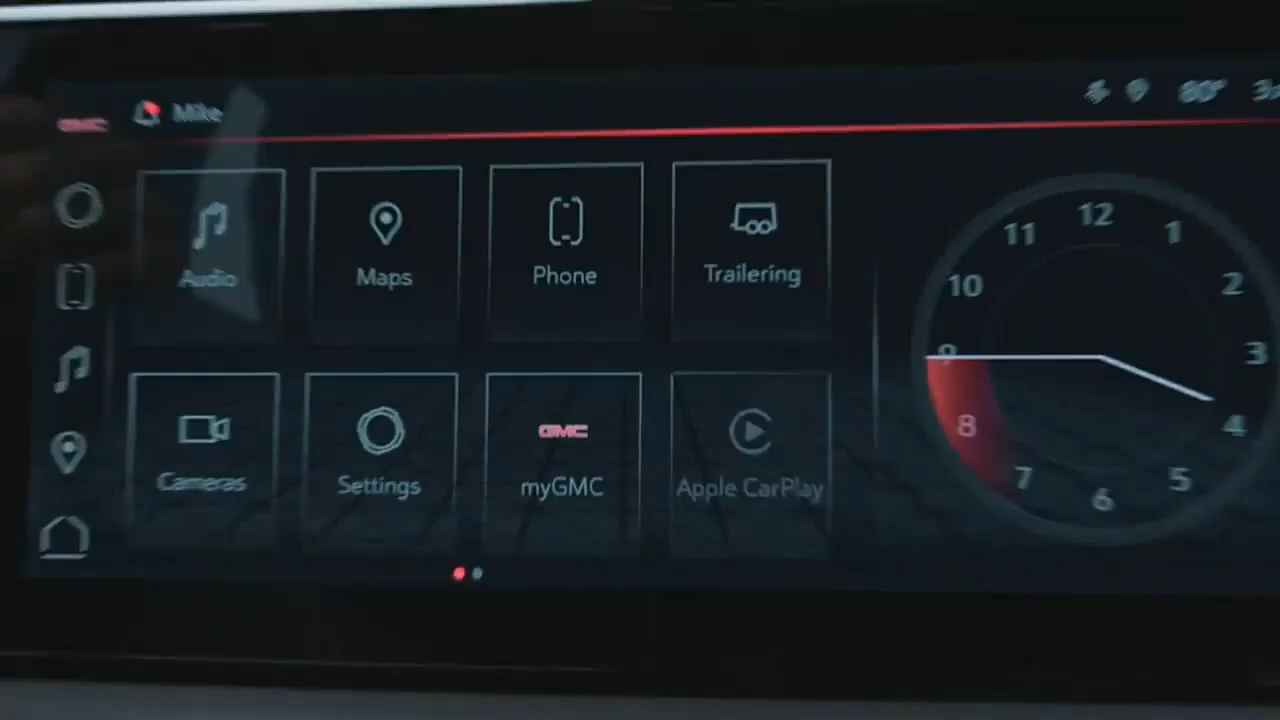 GMC
Mike
80°
Audio
Maps
Phone
Trailering
Cameras
Settings
GMC
myGMC
Apple CarPlay
12
1
2
3
4
5
6
7
8
9
10
11